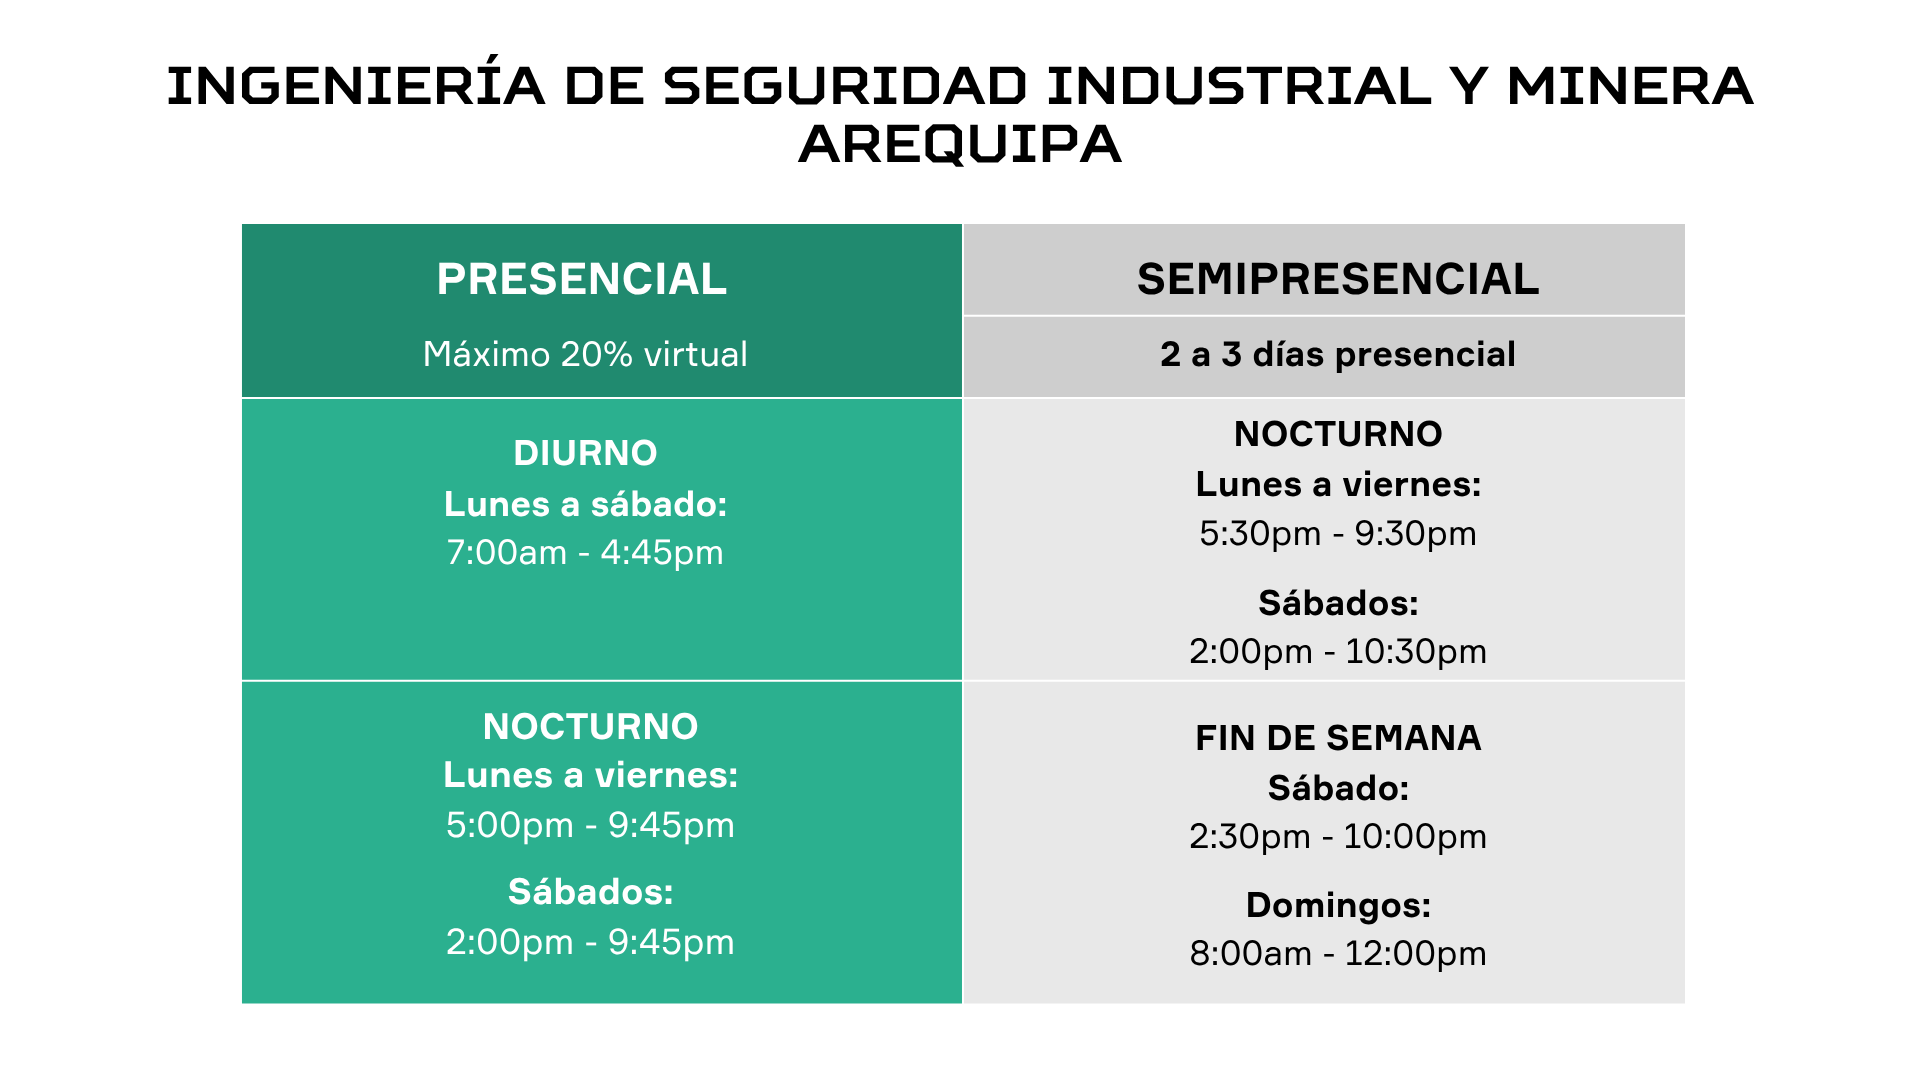 INGENIERÍA DE SEGURIDAD INDUSTRIAL Y MINERA
AREQUIPA
PRESENCIAL
Máximo 20% virtual
DIURNO
Lunes a sábado:
7:00am - 4:45pm
NOCTURNO
Lunes a viernes:
5:00pm - 9:45pm
Sábados:
2:00pm - 9:45pm
SEMIPRESENCIAL
2 a 3 días presencial
NOCTURNO
Lunes a viernes:
5:30pm - 9:30pm
Sábados:
2:00pm - 10:30pm
FIN DE SEMANA
Sábado:
2:30pm - 10:00pm
Domingos:
8:00am - 12:00pm